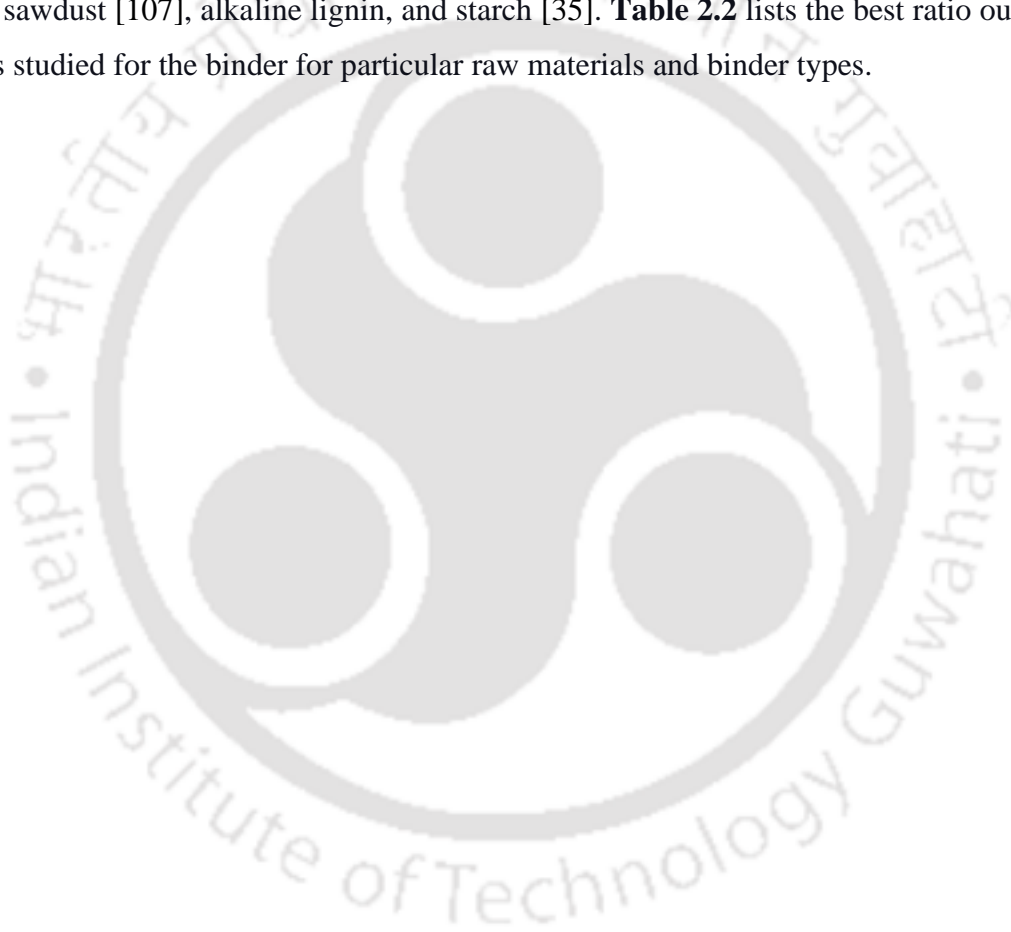 sawdust [107], alkaline lignin, and starch [35]. Table 2.2 lists the best ratio ou
s studied for the binder for particular raw materials and binder types.
Indian Institute of Technology Guwahati